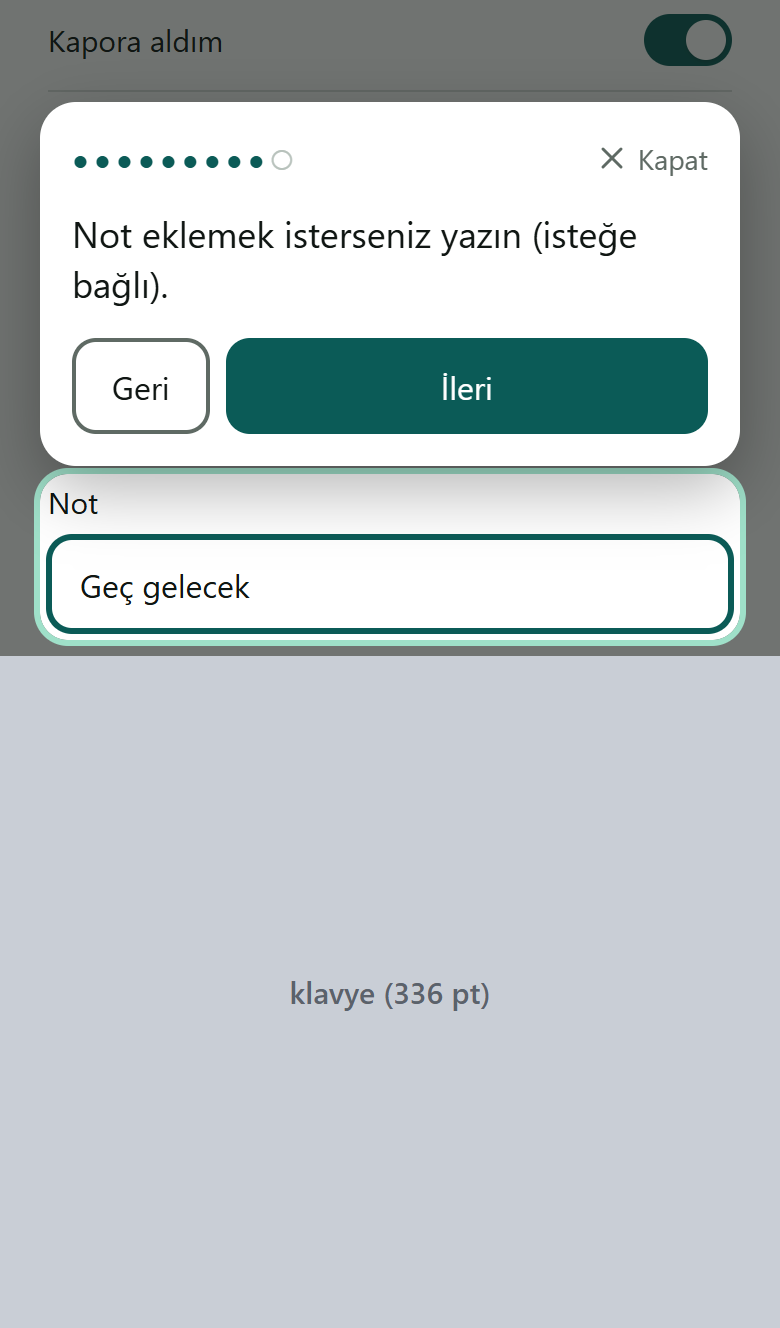 Kapora aldım
Kapat
Not eklemek isterseniz yazın (isteğe
bağlı).
Geri
İleri
Not
Geç gelecek
klavye (336 pt)